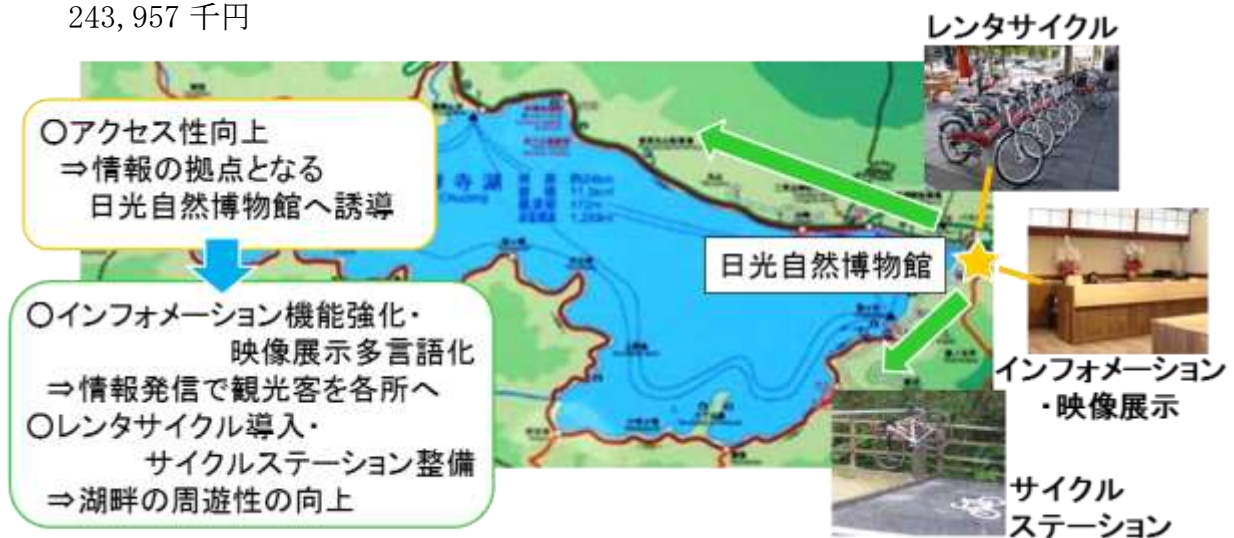 243,957 千円
レンタサイクル
○アクセス性向上
⇒情報の拠点となる
日光自然博物館へ誘導
日光自然博物館
○インフォメーション機能強化・
映像展示多言語化
⇒情報発信で観光客を各所へ
○レンタサイクル導入・
サイクルステーション整備
⇒湖畔の周遊性の向上
インフォメーション
・映像展示
サイクル
ステーション